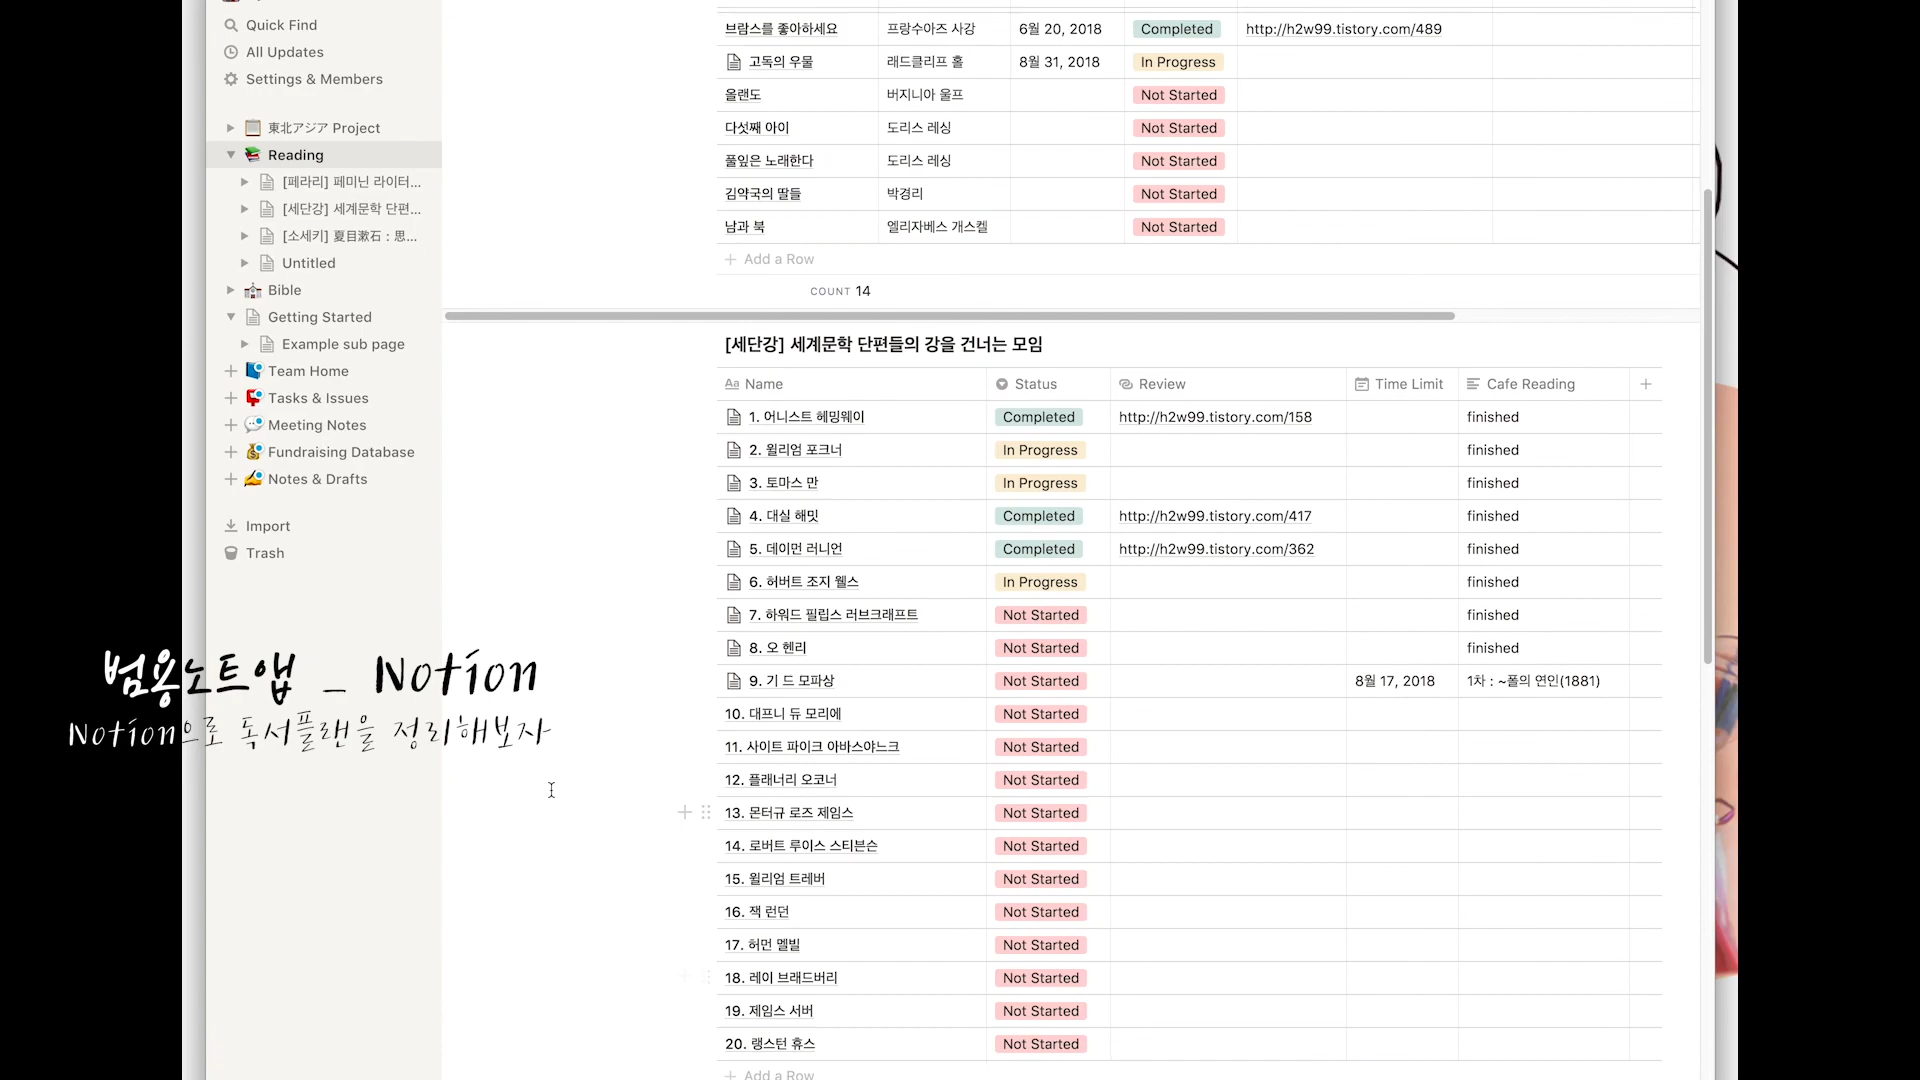 Quick Find
All Updates
Settings & Members
東北アジア Project
Reading
[페라리] 페미닌 라이터...
[세단강] 세계문학 단편...
[소세키] 夏目漱石 : 思...
Untitled
Bible
Getting Started
Example sub page
Team Home
Tasks & Issues
Meeting Notes
Fundraising Database
Notes & Drafts
Import
Trash
범용노트앱 _ Notion
Notion으로 독서플랜을 정리해보자
브람스를 좋아하세요 프랑수아즈 사강 6월 20, 2018 Completed http://h2w99.tistory.com/489
고독의 우물 래드클리프 홀 8월 31, 2018 In Progress
올랜도 버지니아 울프 Not Started
다섯째 아이 도리스 레싱 Not Started
풀잎은 노래한다 도리스 레싱 Not Started
김약국의 딸들 박경리 Not Started
남과 북 엘리자베스 개스켈 Not Started
Add a Row
COUNT 14
[세단강] 세계문학 단편들의 강을 건너는 모임
Aa Name Status Review Time Limit Cafe Reading
1. 어니스트 헤밍웨이 Completed http://h2w99.tistory.com/158 finished
2. 윌리엄 포크너 In Progress finished
3. 토마스 만 In Progress finished
4. 대실 해밋 Completed http://h2w99.tistory.com/417 finished
5. 데이먼 러니언 Completed http://h2w99.tistory.com/362 finished
6. 허버트 조지 웰스 In Progress finished
7. 하워드 필립스 러브크래프트 Not Started finished
8. 오 헨리 Not Started finished
9. 기 드 모파상 Not Started 8월 17, 2018 1차 : ~폴의 연인(1881)
10. 대프니 듀 모리에 Not Started
11. 사이트 파이크 아바스야느크 Not Started
12. 플래너리 오코너 Not Started
13. 몬터규 로즈 제임스 Not Started
14. 로버트 루이스 스티븐슨 Not Started
15. 윌리엄 트레버 Not Started
16. 잭 런던 Not Started
17. 허먼 멜빌 Not Started
18. 레이 브래드버리 Not Started
19. 제임스 서버 Not Started
20. 랭스턴 휴스 Not Started
Add a Row